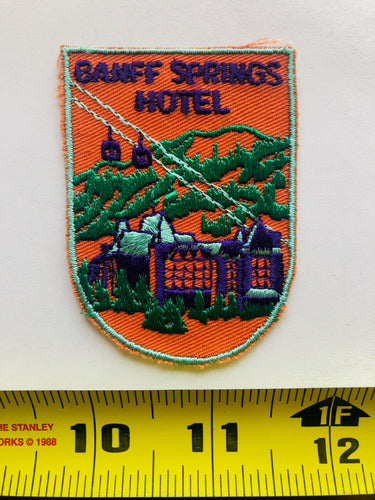 BANFF SPRINGS
HOTEL
1F
ME STANLEY
ORKS © 1988
10 11 12